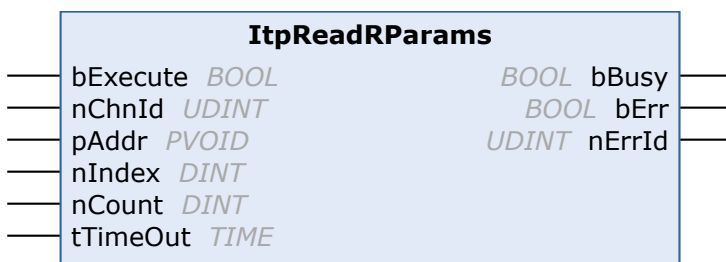 ItpReadRParams
bExecute BOOL BOOL bBusy
nChnId UDINT BOOL bErr
pAddr PVOID UDINT nErrId
nIndex DINT
nCount DINT
tTimeOut TIME